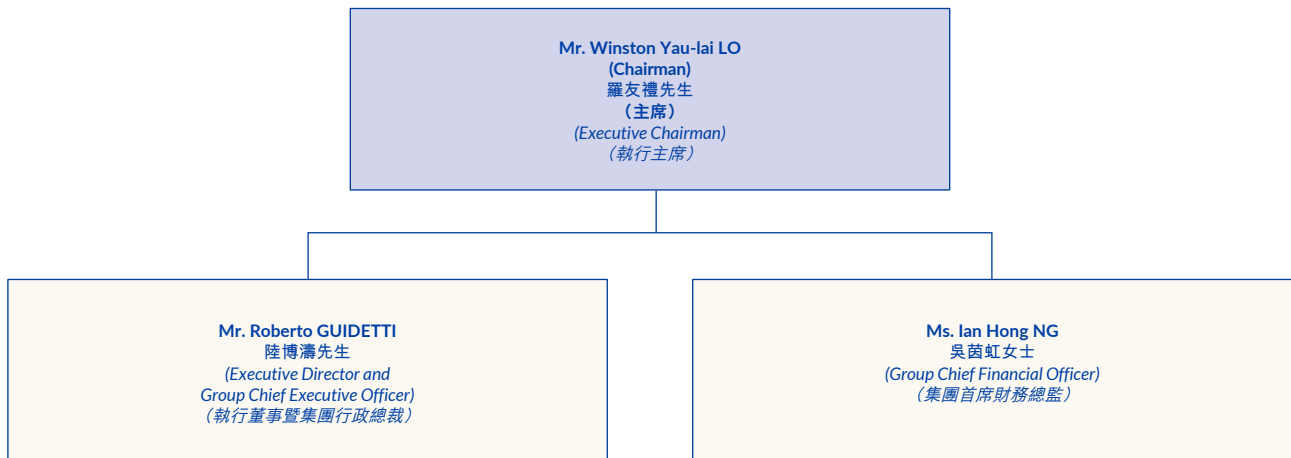 Mr. Winston Yau-lai LO
(Chairman)
羅友禮先生
（主席）
(Executive Chairman)
（執行主席）
Mr. Roberto GUIDETTI
陸博濤先生
(Executive Director and
Group Chief Executive Officer)
（執行董事暨集團行政總裁）
Ms. Ian Hong NG
吳茵虹女士
(Group Chief Financial Officer)
（集團首席財務總監）